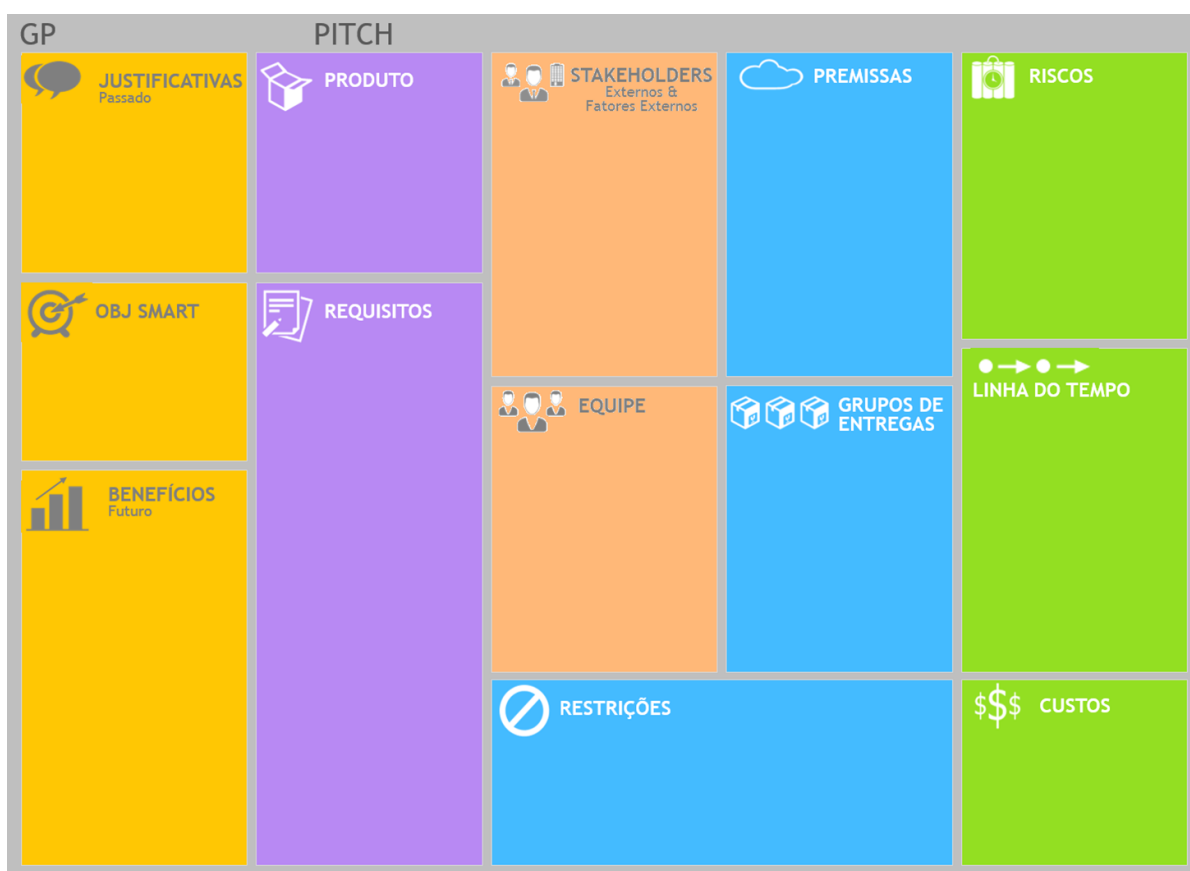 GP
PITCH
JUSTIFICATIVAS
Passado
PRODUTO
STAKEHOLDERS
Externos &
Fatores Externos
PREMISSAS
RISCOS
OBJ SMART
REQUISITOS
LINHA DO TEMPO
EQUIPE
GRUPOS DE
ENTREGAS
BENEFÍCIOS
Futuro
RESTRIÇÕES
$$$ CUSTOS